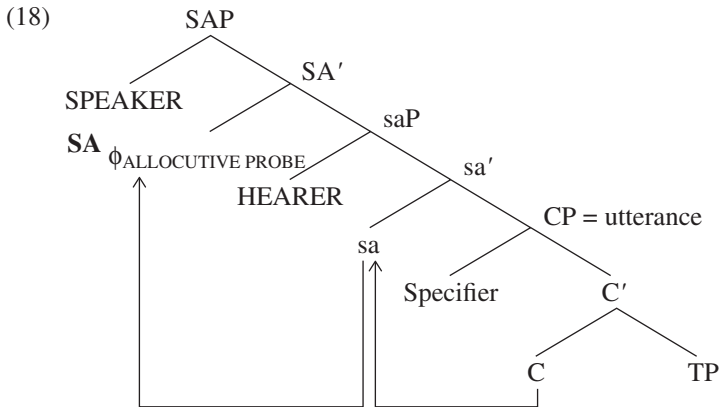 (18) SAP
SPEAKER SA′
SA ϕALLOCUTIVE PROBE saP
HEARER sa′
sa CP = utterance
Specifier C′
C TP